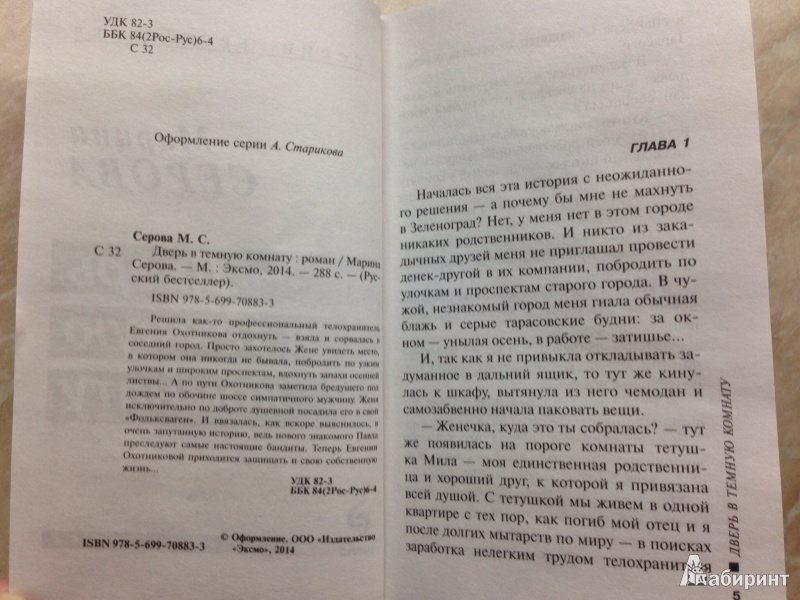 УДК 82-3
ББК 84(2Рос-Рус)6-4
С 32
Оформление серии А. Старикова
Серова М. С.
С 32 Дверь в темную комнату : роман / Марина
Серова. — М. : Эксмо, 2014. — 288 с. — (Рус-
ский бестселлер).
ISBN 978-5-699-70883-3
Решила как-то профессиональный телохранитель
Евгения Охотникова отдохнуть — взяла и сорвалась в
соседний город. Просто захотелось Жене увидеть место,
в котором она никогда не бывала, побродить по узким
улочкам и широким проспектам, вдохнуть запахи осенней
листвы... А по пути Охотникова заметила бредущего под
дождем по обочине шоссе симпатичного мужчину. Женя
исключительно по доброте душевной посадила его в свой
«Фольксваген». И ввязалась, как вскоре выяснилось, в
очень запутанную историю, ведь нового знакомого Павла
преследуют самые настоящие бандиты. Теперь Евгении
Охотниковой приходится защищать и свою собственную
жизнь...
УДК 82-3
ББК 84(2Рос-Рус)6-4
© Оформление. ООО «Издательство
«Эксмо», 2014
ISBN 978-5-699-70883-3
СЕРОВА
ГЛАВА 1
Началась вся эта история с неожиданно-
го решения — а почему бы мне не махнуть
в Зеленоград? Нет, у меня нет в этом городе
никаких родственников. И никто из зака-
дычных друзей меня не приглашал провести
денек-другой в их компании, побродить по
улочкам и проспектам старого города. В чу-
жой, незнакомый город меня гнала обычная
блажь и серые тарасовские будни: за ок-
ном — унылая осень, в работе — затишье...
И, так как я не привыкла откладывать за-
думанное в дальний ящик, то тут же кину-
лась к шкафу, вытянула из него чемодан и
самозабвенно начала паковать вещи.
— Женечка, куда это ты собралась? — тут
же появилась на пороге комнаты тетуш-
ка Мила — моя единственная родственни-
ца и хороший друг, к которой я привязана
всей душой. С тетушкой мы живем в одной
квартире с тех пор, как погиб мой отец и я
после долгих мытарств по миру — в поисках
заработка нелегким трудом телохранителя
ДВЕРЬ В ТЕМНУЮ КОМНАТУ
5
Лабиринт